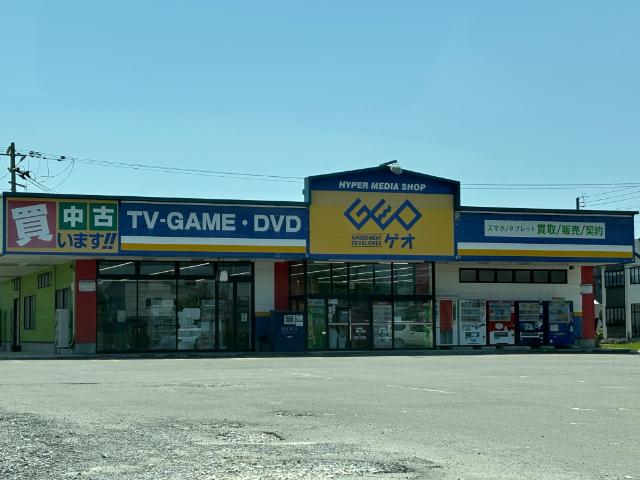 買 中古
います!!
TV-GAME・DVD
HYPER MEDIA SHOP
GEO
AMUSEMENT
DEVELOPER
ゲオ
スマホ/タブレット 買取/販売/契約